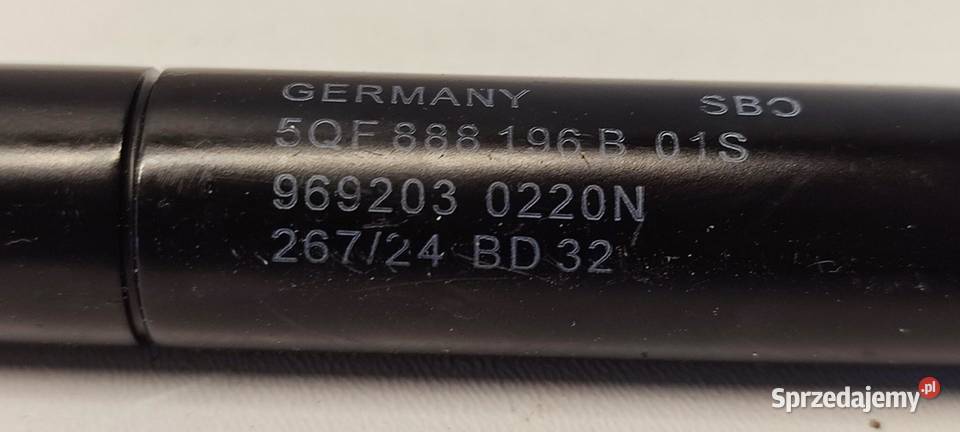 GERMANY SBC
5QF 888 196 B 01S
969203 0220N
267/24 BD 32
Sprzedajemy.pl